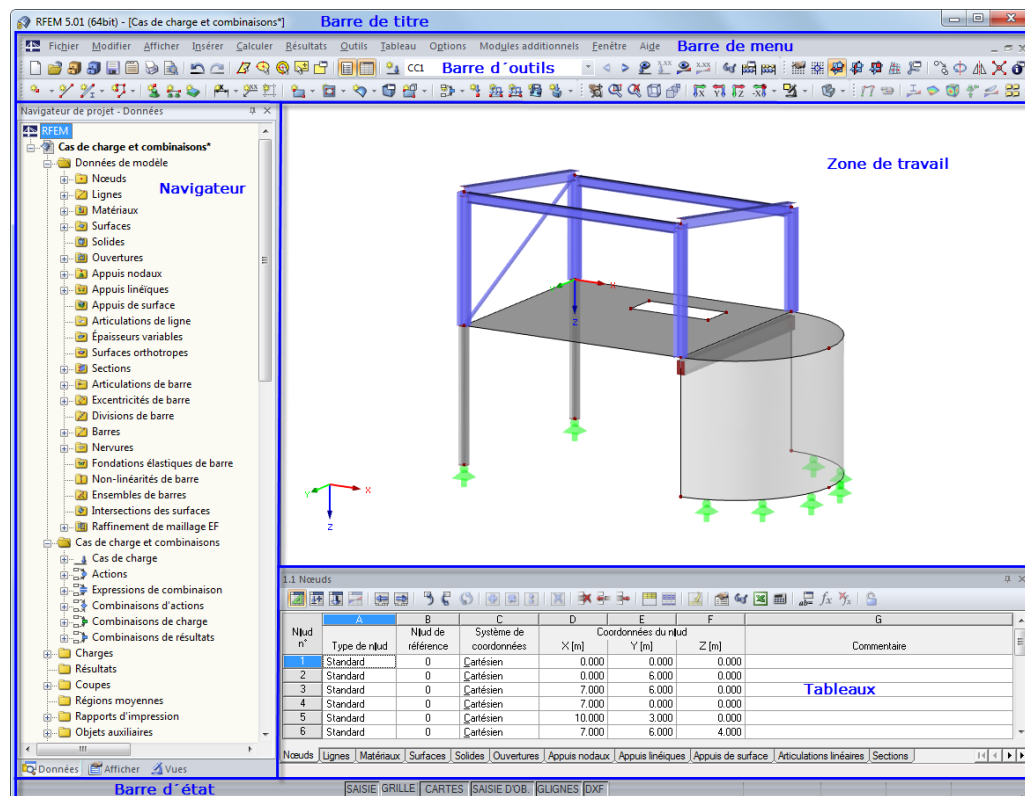 RFEM 5.01 (64bit) - [Cas de charge et combinaisons*]
Barre de titre
Fichier Modifier Afficher Insérer Calculer Résultats Outils Tableau Options Modules additionnels Fenêtre Aide
Barre de menu
CC1
Barre d´outils
Navigateur de projet - Données
RFEM
Cas de charge et combinaisons*
Données de modèle
Nœuds
Navigateur
Lignes
Matériaux
Surfaces
Solides
Ouvertures
Appuis nodaux
Appuis linéïques
Appuis de surface
Articulations de ligne
Épaisseurs variables
Surfaces orthotropes
Sections
Articulations de barre
Excentricités de barre
Divisions de barre
Barres
Nervures
Fondations élastiques de barre
Non-linéarités de barre
Ensembles de barres
Intersections des surfaces
Raffinement de maillage EF
Cas de charge et combinaisons
Cas de charge
Actions
Expressions de combinaison
Combinaisons d'actions
Combinaisons de charge
Combinaisons de résultats
Charges
Résultats
Coupes
Régions moyennes
Rapports d'impression
Objets auxiliaires
Données Afficher Vues
Zone de travail
X
Z
Y
X
Z
1.1 Nœuds
A B C D E F G
Nlud n°
Type de nlud
Nlud de référence
Système de coordonnées
Coordonnées du nlud
X [m] Y [m] Z [m]
Commentaire
1 Standard 0 Cartésien 0.000 0.000 0.000
2 Standard 0 Cartésien 0.000 6.000 0.000
3 Standard 0 Cartésien 7.000 6.000 0.000
4 Standard 0 Cartésien 7.000 0.000 0.000
5 Standard 0 Cartésien 10.000 3.000 0.000
6 Standard 0 Cartésien 7.000 6.000 4.000
Tableaux
Nœuds Lignes Matériaux Surfaces Solides Ouvertures Appuis nodaux Appuis linéiques Appuis de surface Articulations linéaires Sections
Barre d´état
SAISIE GRILLE CARTES SAISIE D'OB. GLIGNES DXF